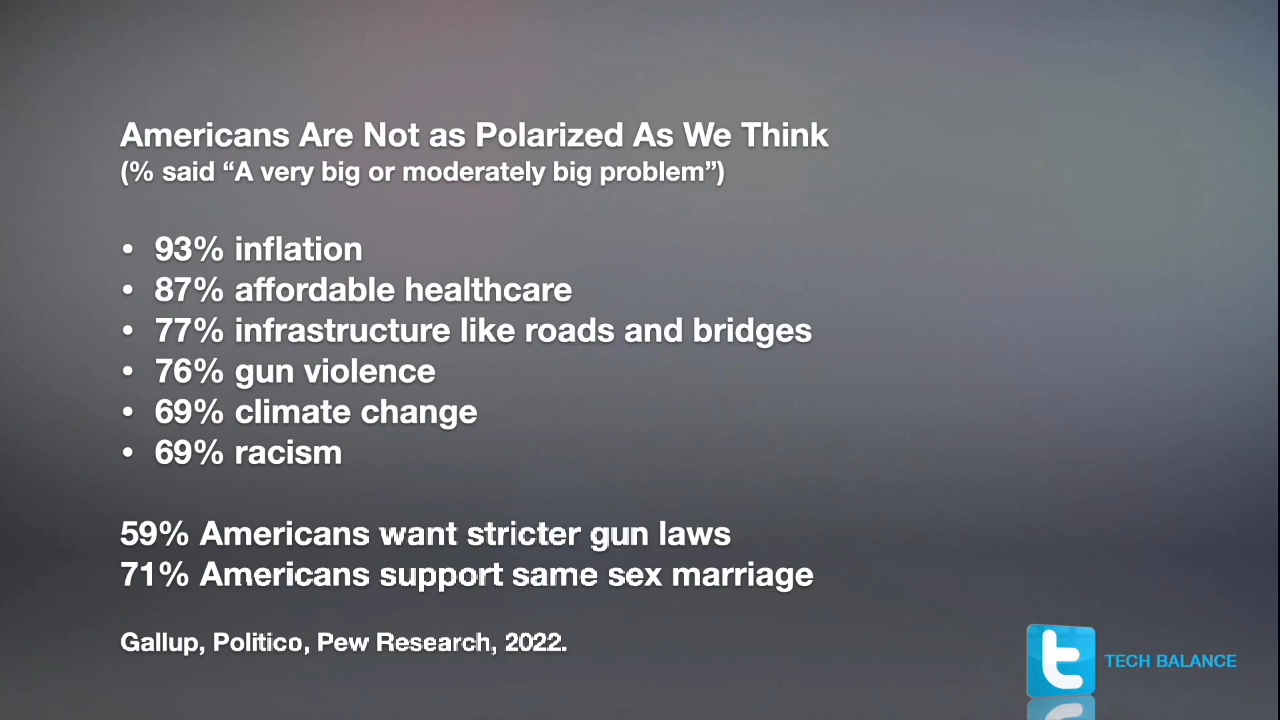 Americans Are Not as Polarized As We Think
(% said “A very big or moderately big problem”)
• 93% inflation
• 87% affordable healthcare
• 77% infrastructure like roads and bridges
• 76% gun violence
• 69% climate change
• 69% racism
59% Americans want stricter gun laws
71% Americans support same sex marriage
Gallup, Politico, Pew Research, 2022.
t TECH BALANCE